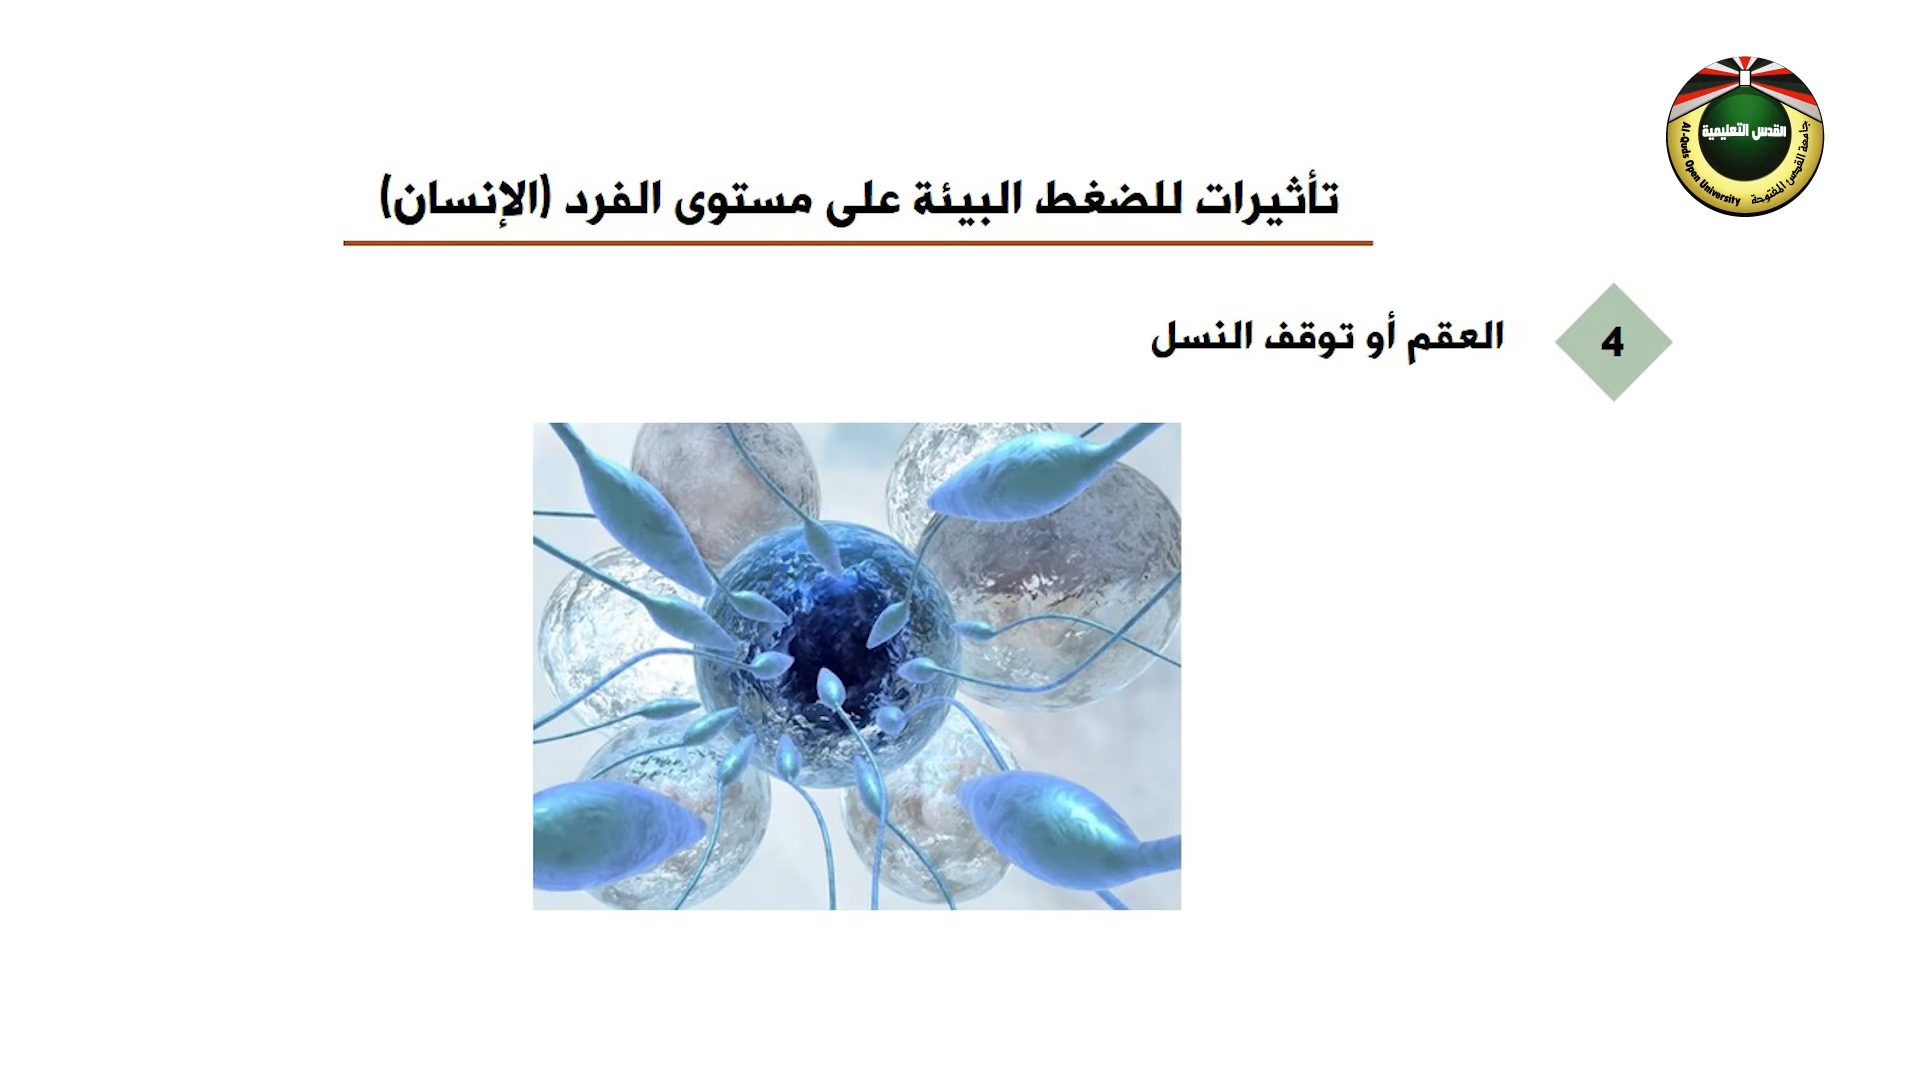 القدس التعليمية
جامعة القدس المفتوحة
Al-Quds Open University
تأثيرات للضغط البيئة على مستوى الفرد (الإنسان)
4
العقم أو توقف النسل